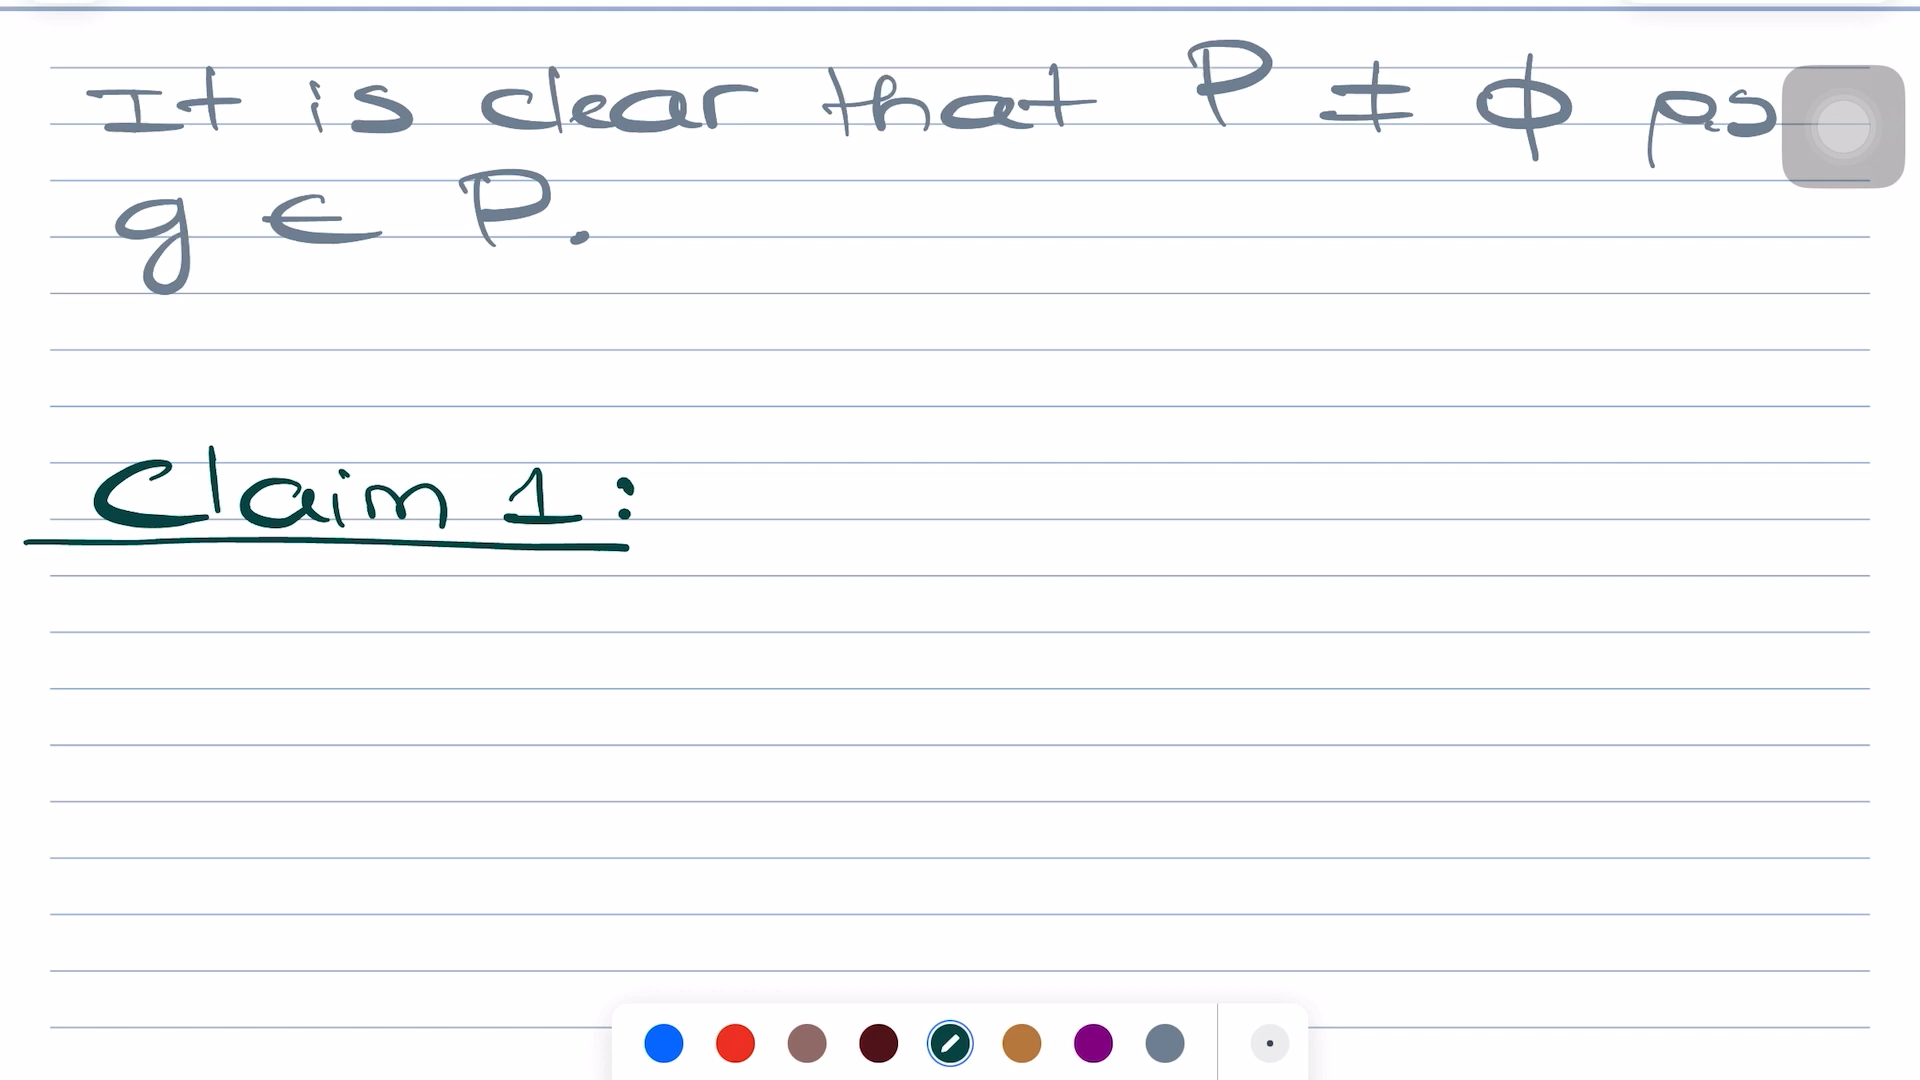 It is clear that P ≠ ϕ as
g ∈ P.
Claim 1: